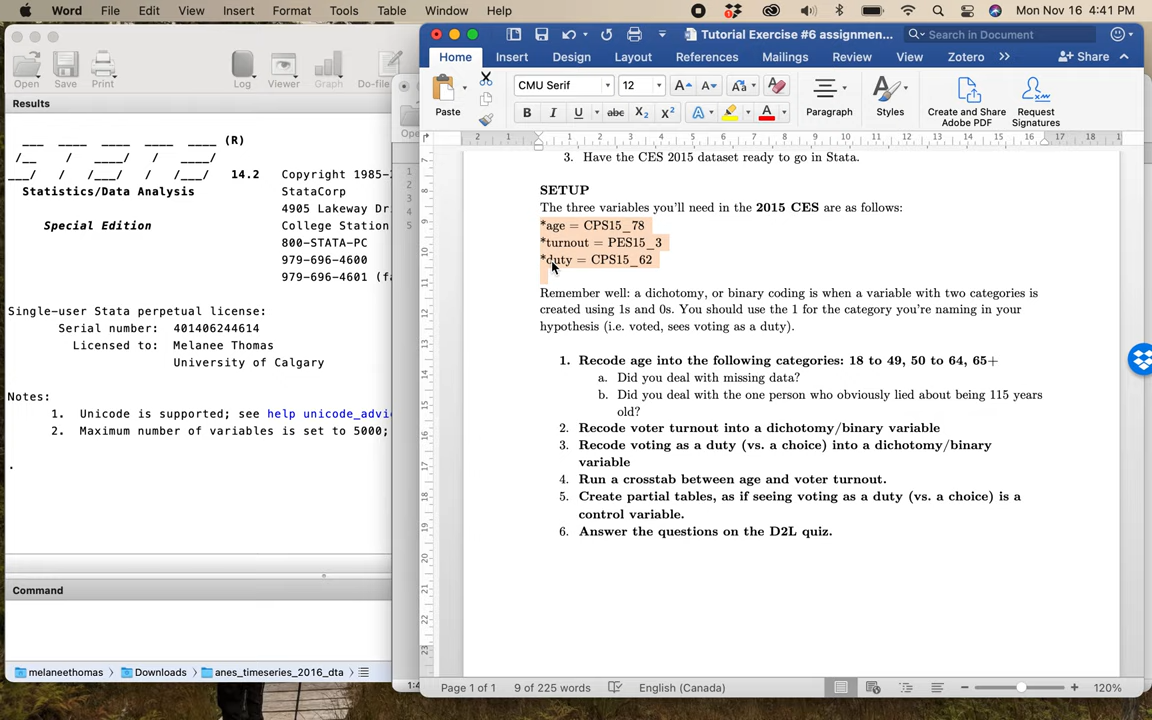 Word File Edit View Insert Format Tools Table Window Help Mon Nov 16 4:41 PM
Open Save Print Log Viewer Graph Do-file
Results
(R)
14.2 Copyright 1985-
Statistics/Data Analysis StataCorp
4905 Lakeway Dr
Special Edition College Station
800-STATA-PC
979-696-4600
979-696-4601 (fa
Single-user Stata perpetual license:
Serial number: 401406244614
Licensed to: Melanee Thomas
University of Calgary
Notes:
1. Unicode is supported; see help unicode_advi
2. Maximum number of variables is set to 5000;
.
Command
melaneethomas Downloads anes_timeseries_2016_dta
Ope
1
2
3
4
5
1:4
Tutorial Exercise #6 assignmen... Search in Document
Home Insert Design Layout References Mailings Review View Zotero Share
Paste CMU Serif 12 Paragraph Styles Create and Share Adobe PDF Request Signatures
3. Have the CES 2015 dataset ready to go in Stata.
SETUP
The three variables you'll need in the 2015 CES are as follows:
*age = CPS15_78
*turnout = PES15_3
*duty = CPS15_62
Remember well: a dichotomy, or binary coding is when a variable with two categories is
created using 1s and 0s. You should use the 1 for the category you're naming in your
hypothesis (i.e. voted, sees voting as a duty).
1. Recode age into the following categories: 18 to 49, 50 to 64, 65+
a. Did you deal with missing data?
b. Did you deal with the one person who obviously lied about being 115 years
old?
2. Recode voter turnout into a dichotomy/binary variable
3. Recode voting as a duty (vs. a choice) into a dichotomy/binary
variable
4. Run a crosstab between age and voter turnout.
5. Create partial tables, as if seeing voting as a duty (vs. a choice) is a
control variable.
6. Answer the questions on the D2L quiz.
Page 1 of 1 9 of 225 words English (Canada) 120%